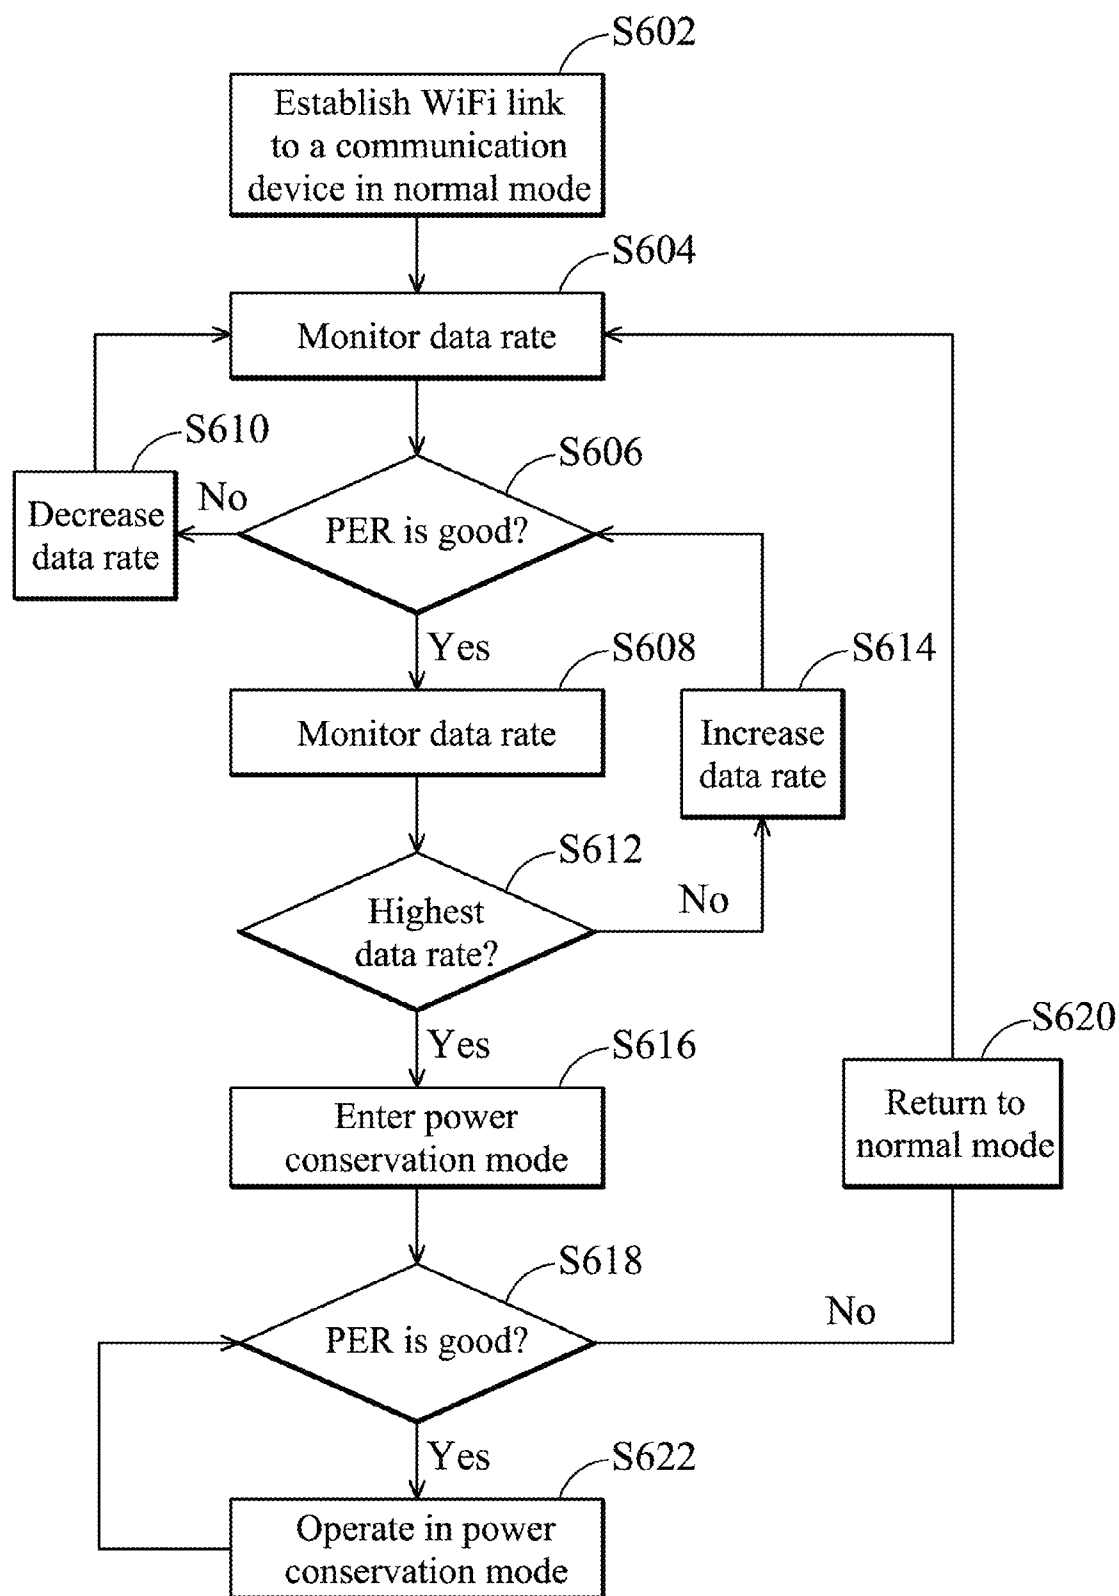 S602
Establish WiFi link
to a communication
device in normal mode
S604
Monitor data rate
S610
S606
No
Decrease
data rate
PER is good?
Yes
S608
S614
Monitor data rate
Increase
data rate
S612
No
Highest
data rate?
Yes
S616
S620
Enter power
conservation mode
Return to
normal mode
S618
No
PER is good?
Yes
S622
Operate in power
conservation mode